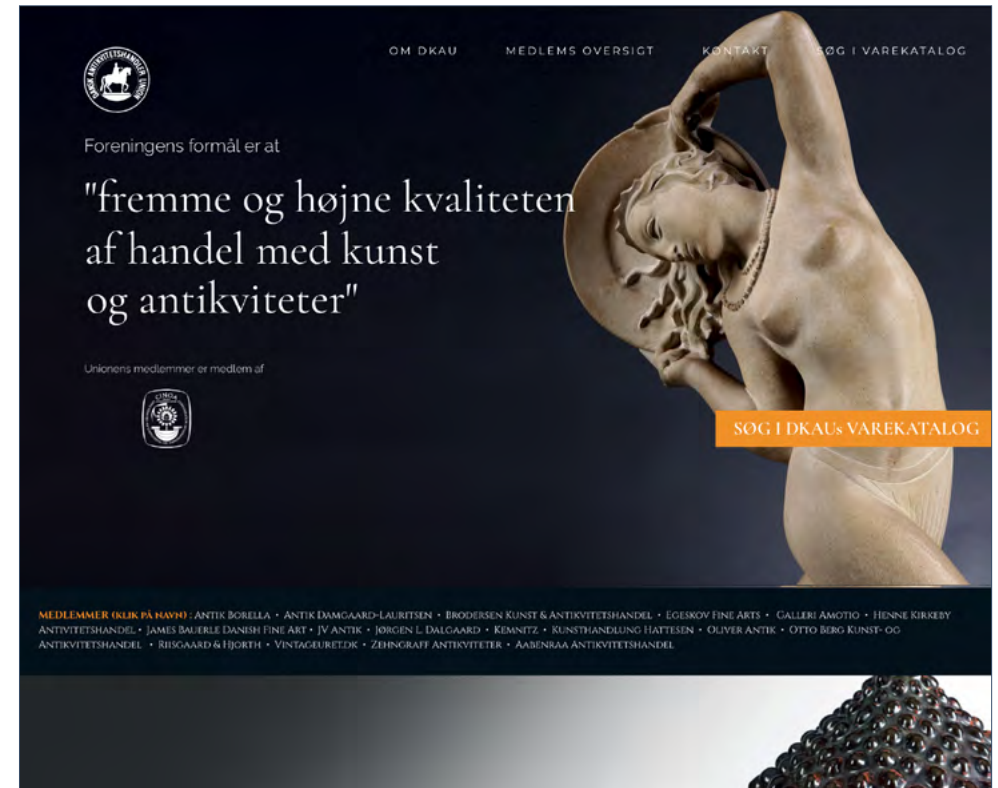 OM DKAU MEDLEMS OVERSIGT KONTAKT SØG I VAREKATALOG
DANSK ANTIKVITETSHANDLER UNION
Foreningens formål er at
"fremme og højne kvaliteten
af handel med kunst
og antikviteter"
Unionens medlemmer er medlem af
CINOA
SØG I DKAUs VAREKATALOG
MEDLEMMER (KLIK PÅ NAVN) : ANTIK BORELLA • ANTIK DAMGAARD-LAURITSEN • BRODERSEN KUNST & ANTIKVITETSHANDEL • EGESKOV FINE ARTS • GALLERI AMOTIO • HENNE KIRKEBY
ANTIVITETSHANDEL • JAMES BAUERLE DANISH FINE ART • JV ANTIK • JØRGEN L. DALGAARD • KEMNITZ • KUNSTHANDLUNG HATTESEN • OLIVER ANTIK • OTTO BERG KUNST- OG
ANTIKVITETSHANDEL • RIISGAARD & HJORTH • VINTAGEURET.DK • ZEHNGRAFF ANTIKVITETER • AABENRAA ANTIKVITETSHANDEL